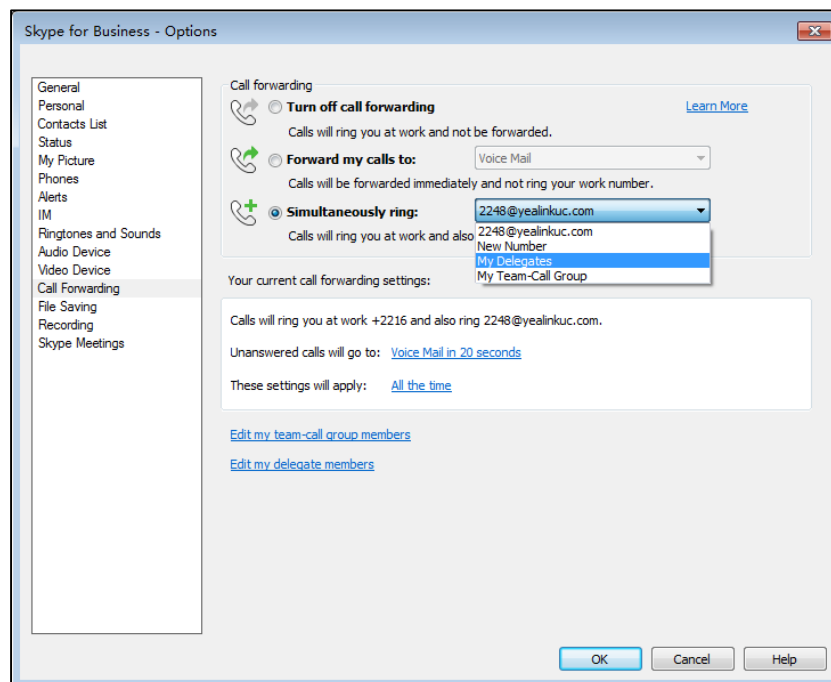 Skype for Business - Options
General
Personal
Contacts List
Status
My Picture
Phones
Alerts
IM
Ringtones and Sounds
Audio Device
Video Device
Call Forwarding
File Saving
Recording
Skype Meetings
Call forwarding
Turn off call forwarding
Learn More
Calls will ring you at work and not be forwarded.
Forward my calls to:
Voice Mail
Calls will be forwarded immediately and not ring your work number.
Simultaneously ring:
2248@yealinkuc.com
Calls will ring you at work and also
2248@yealinkuc.com
New Number
My Delegates
My Team-Call Group
Your current call forwarding settings:
Calls will ring you at work +2216 and also ring 2248@yealinkuc.com.
Unanswered calls will go to: Voice Mail in 20 seconds
These settings will apply: All the time
Edit my team-call group members
Edit my delegate members
OK
Cancel
Help